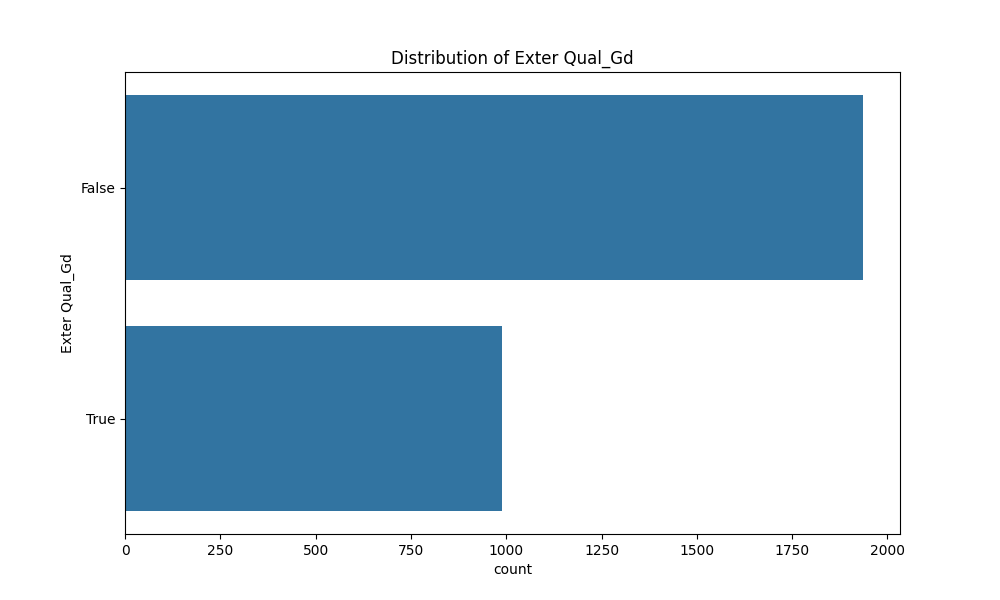 Distribution of Exter Qual_Gd
Exter Qual_Gd
False
True
0 250 500 750 1000 1250 1500 1750 2000
count